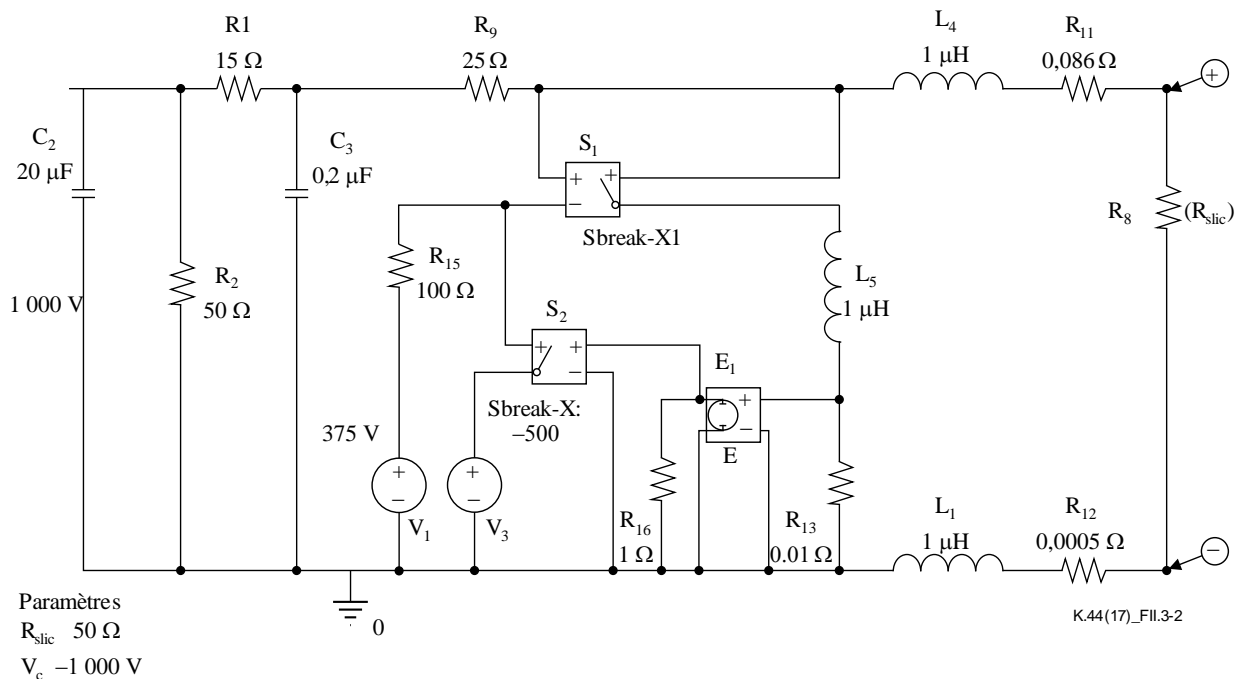 R1
15 Ω
R9
25 Ω
L4
1 µH
R11
0,086 Ω
+
C2
20 µF
C3
0,2 µF
S1
+ +
−
Sbreak-X1
R8
(Rslic)
R15
100 Ω
L5
1 µH
R2
50 Ω
1 000 V
S2
+ +
−
Sbreak-X:
−500
E1
+
−
E
375 V
+
−
V1
+
−
V3
R16
1 Ω
R13
0.01 Ω
L1
1 µH
R12
0,0005 Ω
−
0
Paramètres
Rslic 50 Ω
Vc −1 000 V
K.44(17)_FII.3-2